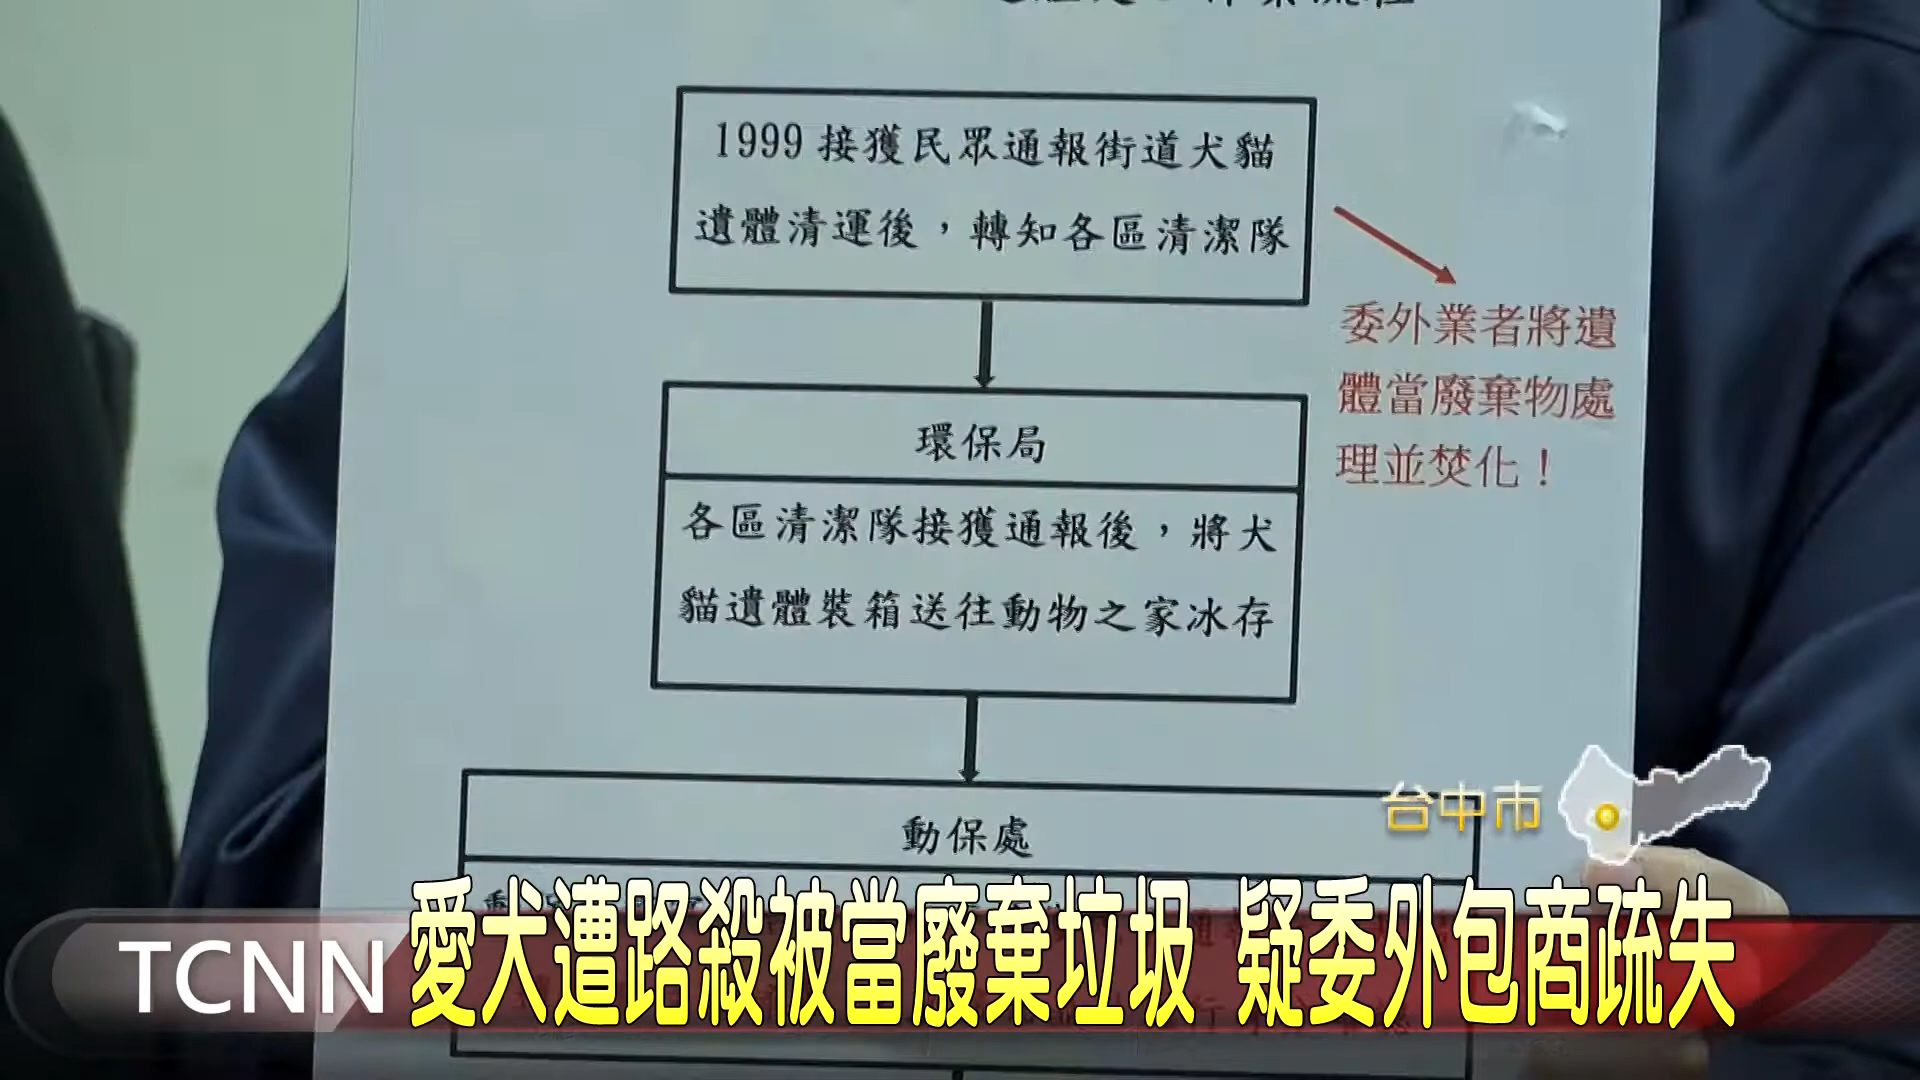 1999接獲民眾通報街道犬貓
遺體清運後，轉知各區清潔隊
委外業者將遺
體當廢棄物處
理並焚化！
環保局
各區清潔隊接獲通報後，將犬
貓遺體裝箱送往動物之家冰存
台中市
動保處
TCNN
愛犬遭路殺被當廢棄垃圾 疑委外包商疏失